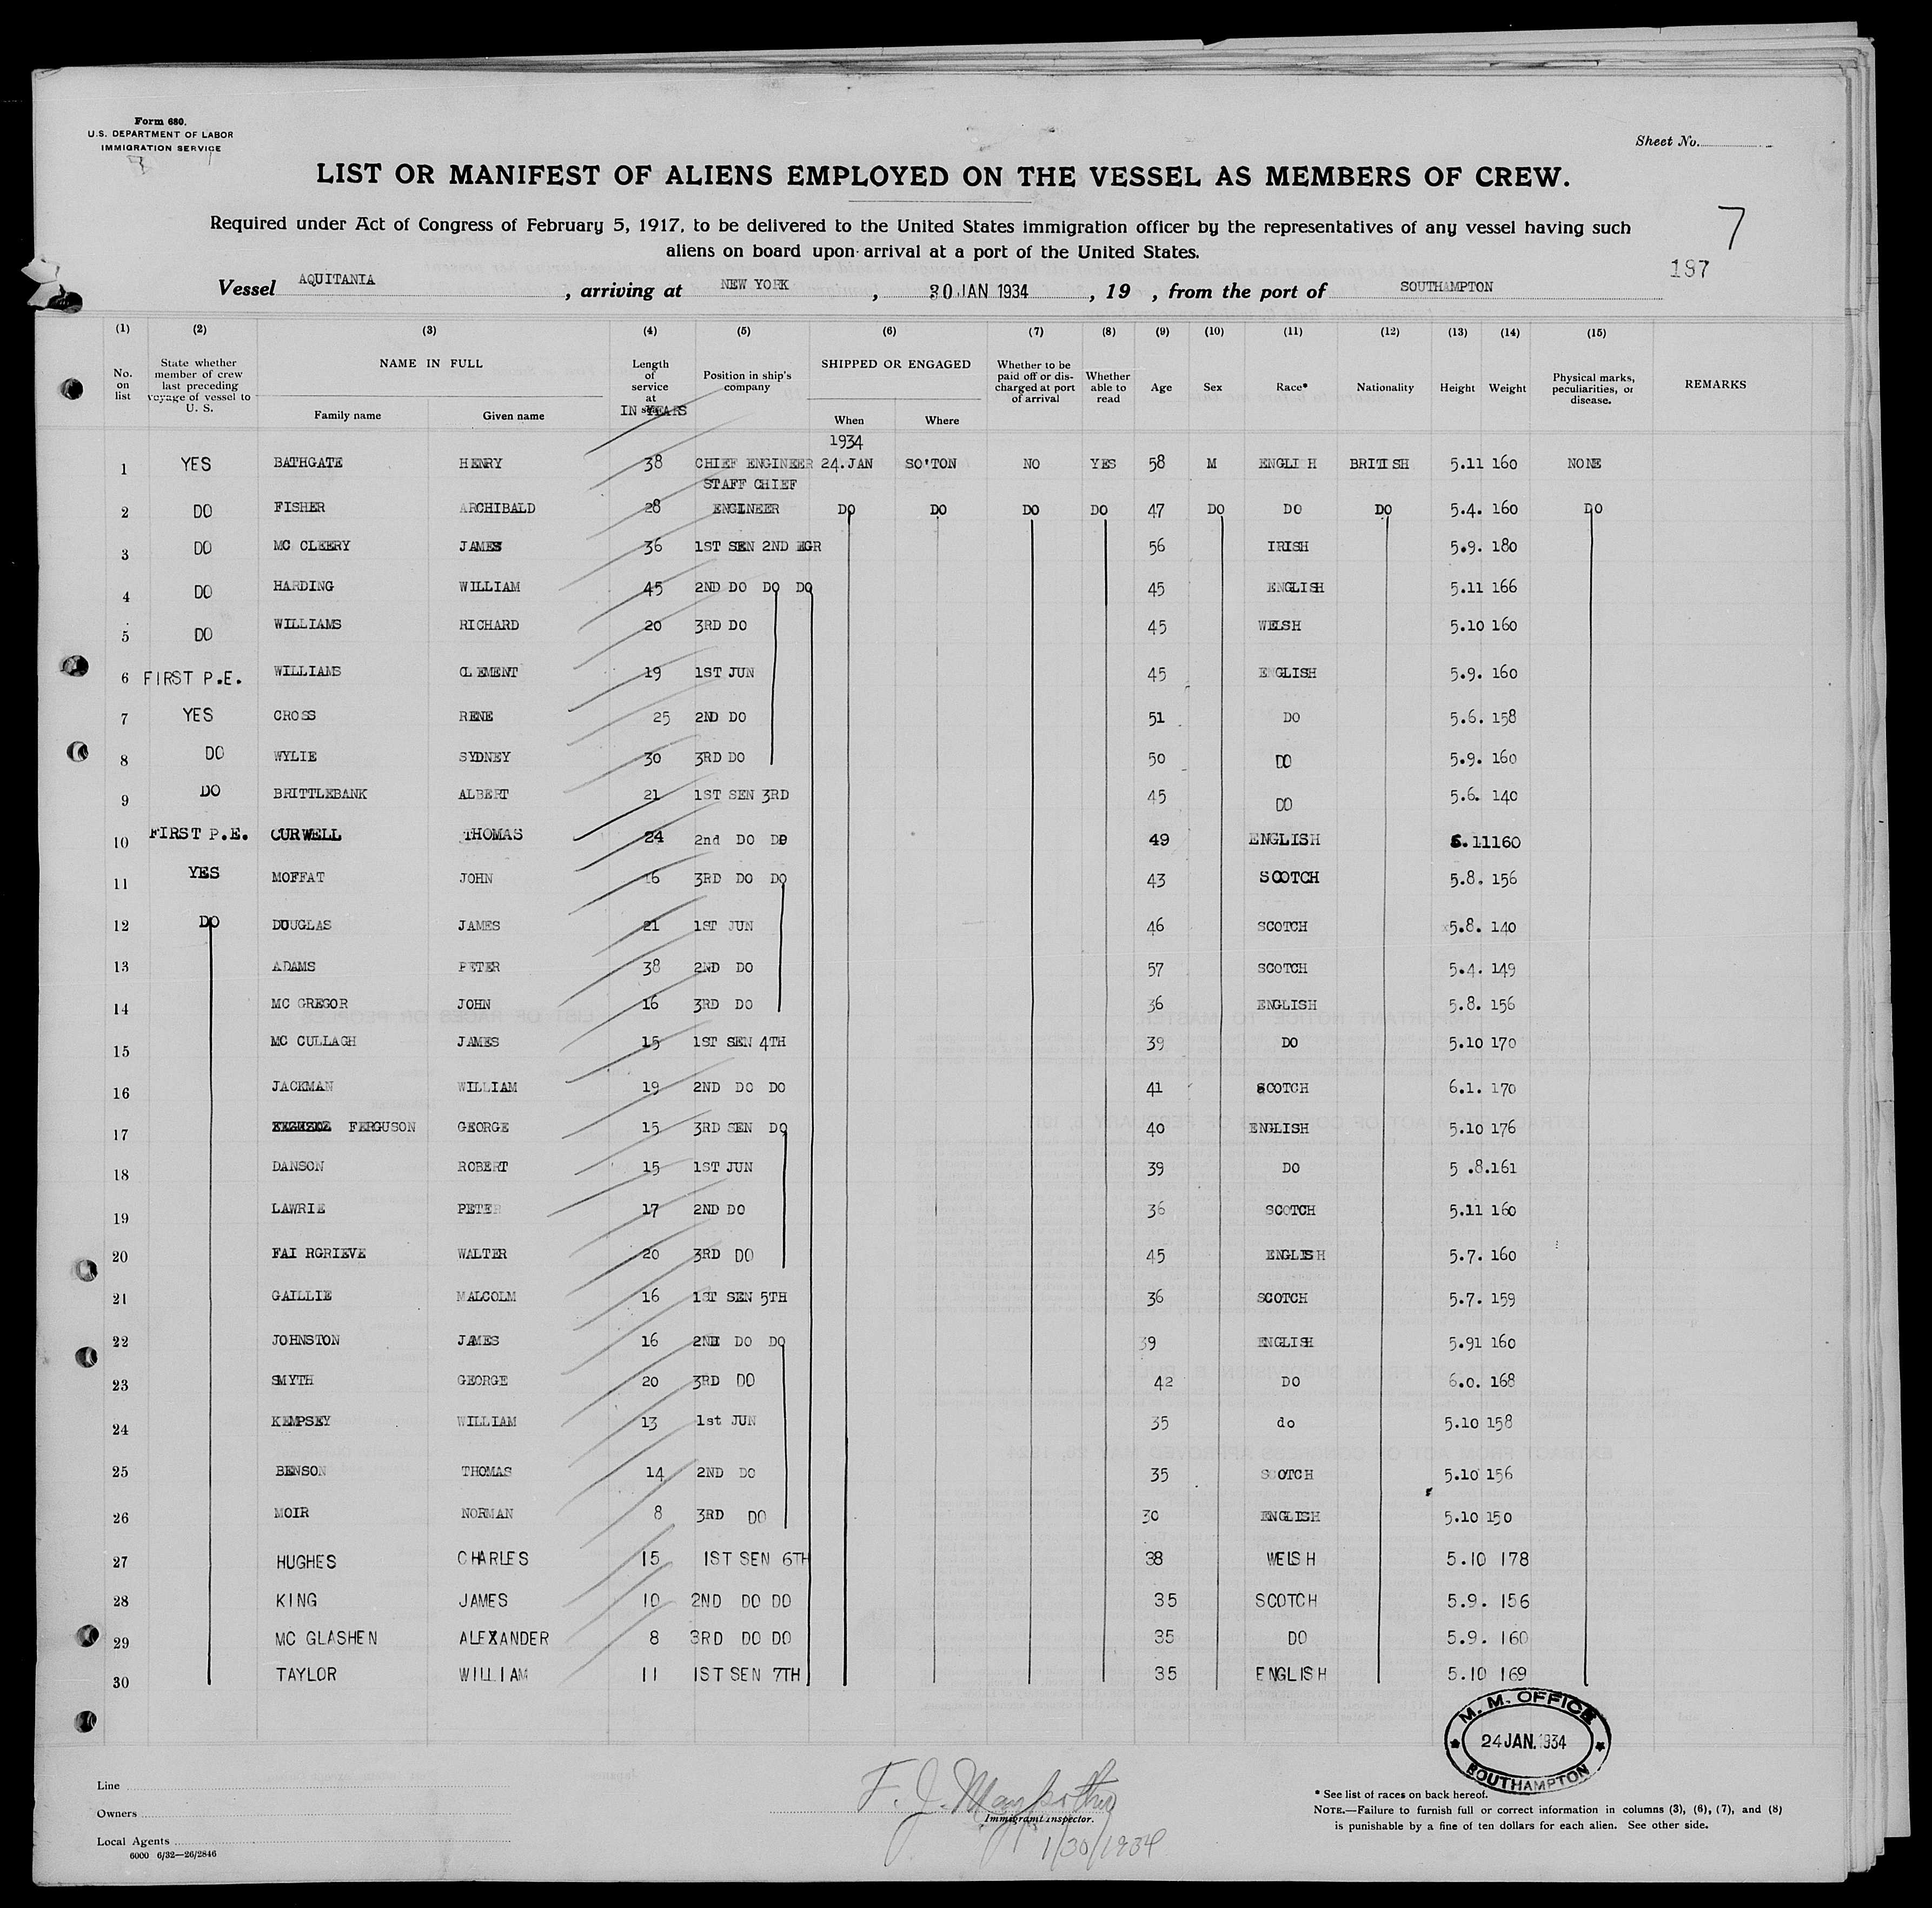 Form 680.
U.S. DEPARTMENT OF LABOR
IMMIGRATION SERVICE
Sheet No.
LIST OR MANIFEST OF ALIENS EMPLOYED ON THE VESSEL AS MEMBERS OF CREW.
7
Required under Act of Congress of February 5, 1917, to be delivered to the United States immigration officer by the representatives of any vessel having such
aliens on board upon arrival at a port of the United States.
187
Vessel AQUITANIA, arriving at NEW YORK, 30 JAN 1934, 19 , from the port of SOUTHAMPTON
(1) (2) (3) (4) (5) (6) (7) (8) (9) (10) (11) (12) (13) (14) (15)
No. on list State whether member of crew last preceding voyage of vessel to U. S. NAME IN FULL Family name Given name Length of service at sea IN YEARS Position in ship's company SHIPPED OR ENGAGED When Where Whether to be paid off or discharged at port of arrival Whether able to read Age Sex Race* Nationality Height Weight Physical marks, peculiarities, or disease. REMARKS
1934
1 YES BATHGATE HENRY 38 CHIEF ENGINEER 24.JAN SO'TON NO YES 58 M ENGLI H BRITISH 5.11 160 NONE
STAFF CHIEF
2 DO FISHER ARCHIBALD 28 ENGINEER DO DO DO DO 47 DO DO DO 5.4. 160 DO
3 DO MC CLEERY JAMES 36 1ST SEN 2ND EGR 56 IRISH 5.9. 180
4 DO HARDING WILLIAM 45 2ND DO DO DO 45 ENGLISH 5.11 166
5 DO WILLIAMS RICHARD 20 3RD DO 45 WELSH 5.10 160
6 FIRST P.E. WILLIAMS CLEMENT 19 1ST JUN 45 ENGLISH 5.9. 160
7 YES CROSS RENE 25 2ND DO 51 DO 5.6. 158
8 DO WYLIE SYDNEY 30 3RD DO 50 DO 5.9. 160
9 DO BRITTLEBANK ALBERT 21 1ST SEN 3RD 45 DO 5.6. 140
10 FIRST P.E. CURWELL THOMAS 24 2nd DO DO 49 ENGLISH 5.11160
11 YES MOFFAT JOHN 16 3RD DO DO 43 SCOTCH 5.8. 156
12 DO DOUGLAS JAMES 21 1ST JUN 46 SCOTCH 5.8. 140
13 ADAMS PETER 38 2ND DO 57 SCOTCH 5.4. 149
14 MC GREGOR JOHN 16 3RD DO 36 ENGLISH 5.8. 156
15 MC CULLAGH JAMES 15 1ST SEN 4TH 39 DO 5.10 170
16 JACKMAN WILLIAM 19 2ND DO DO 41 SCOTCH 6.1. 170
17 FERGUSON GEORGE 15 3RD SEN DO 40 ENGLISH 5.10 176
18 DANSON ROBERT 15 1ST JUN 39 DO 5 .8.161
19 LAWRIE PETER 17 2ND DO 36 SCOTCH 5.11 160
20 FAI RGRIEVE WALTER 20 3RD DO 45 ENGLISH 5.7. 160
21 GAILLIE MALCOLM 16 1ST SEN 5TH 36 SCOTCH 5.7. 159
22 JOHNSTON JAMES 16 2ND DO DO 39 ENGLISH 5.91 160
23 SMYTH GEORGE 20 3RD DO 42 DO 6.0. 168
24 KEMPSEY WILLIAM 13 1st JUN 35 do 5.10 158
25 BENSON THOMAS 14 2ND DO 35 SCOTCH 5.10 156
26 MOIR NORMAN 8 3RD DO 30 ENGLISH 5.10 150
27 HUGHES CHARLES 15 1ST SEN 6TH 38 WELSH 5.10 178
28 KING JAMES 10 2ND DO DO 35 SCOTCH 5.9. 156
29 MC GLASHEN ALEXANDER 8 3RD DO DO 35 DO 5.9. 160
30 TAYLOR WILLIAM 11 1ST SEN 7TH 35 ENGLISH 5.10 169
M. M. OFFICE
24 JAN. 1934
SOUTHAMPTON
Line
Owners
Local Agents
6000 6/32—26/2846
F. J.
Immigrant Inspector.
1/30/1934
* See list of races on back hereof.
NOTE.—Failure to furnish full or correct information in columns (3), (6), (7), and (8)
is punishable by a fine of ten dollars for each alien. See other side.